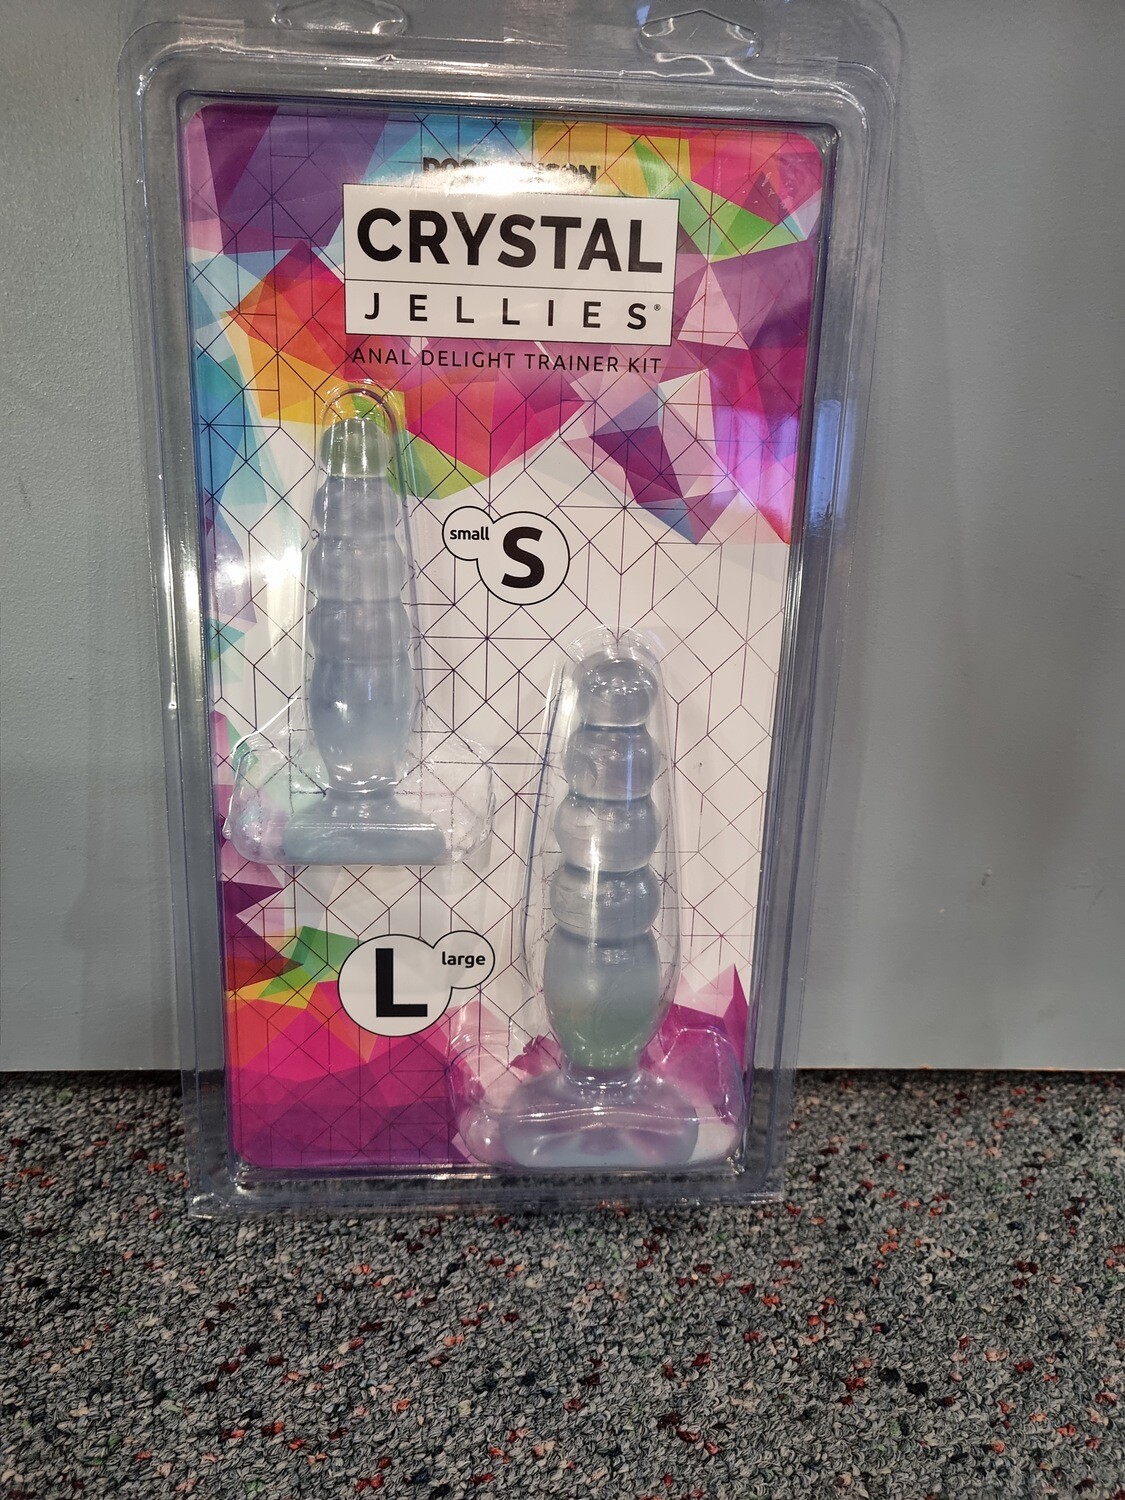 CRYSTAL
JELLIES®
ANAL DELIGHT TRAINER KIT
small S
L large